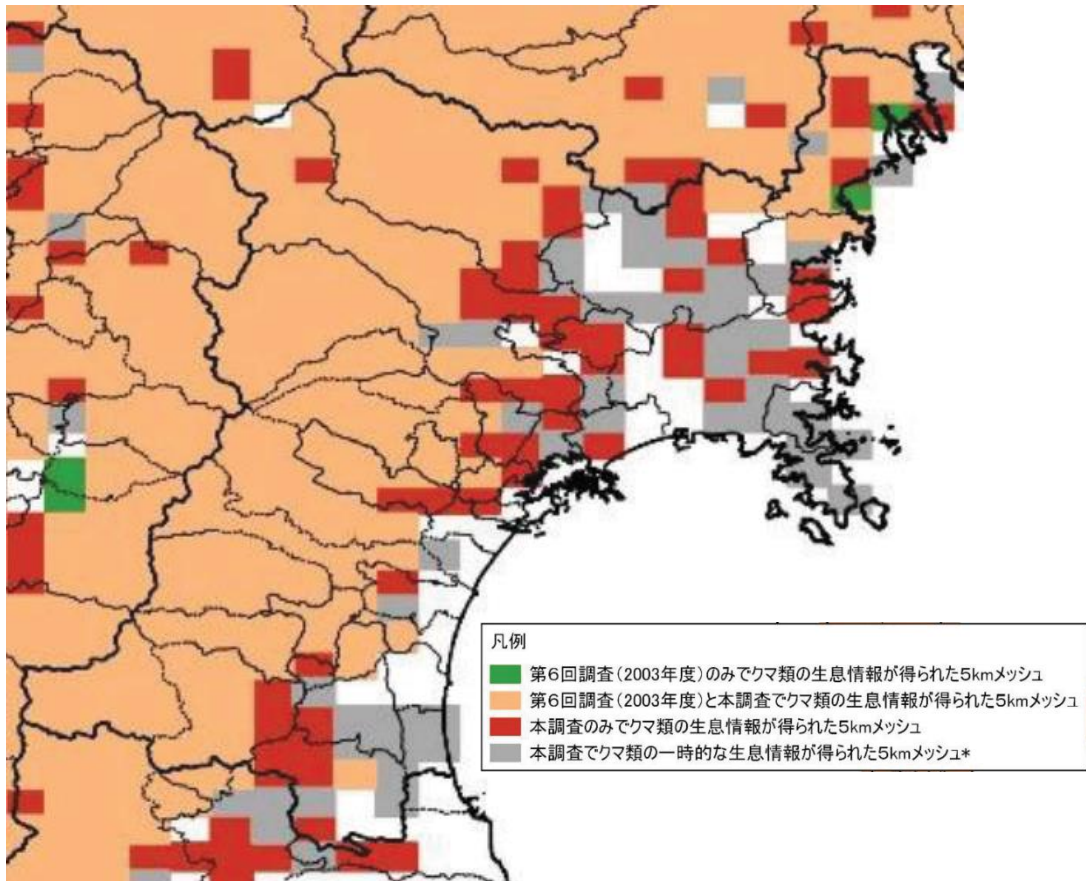 凡例
第6回調査(2003年度)のみでクマ類の生息情報が得られた5kmメッシュ
第6回調査(2003年度)と本調査でクマ類の生息情報が得られた5kmメッシュ
本調査のみでクマ類の生息情報が得られた5kmメッシュ
本調査でクマ類の一時的な生息情報が得られた5kmメッシュ*